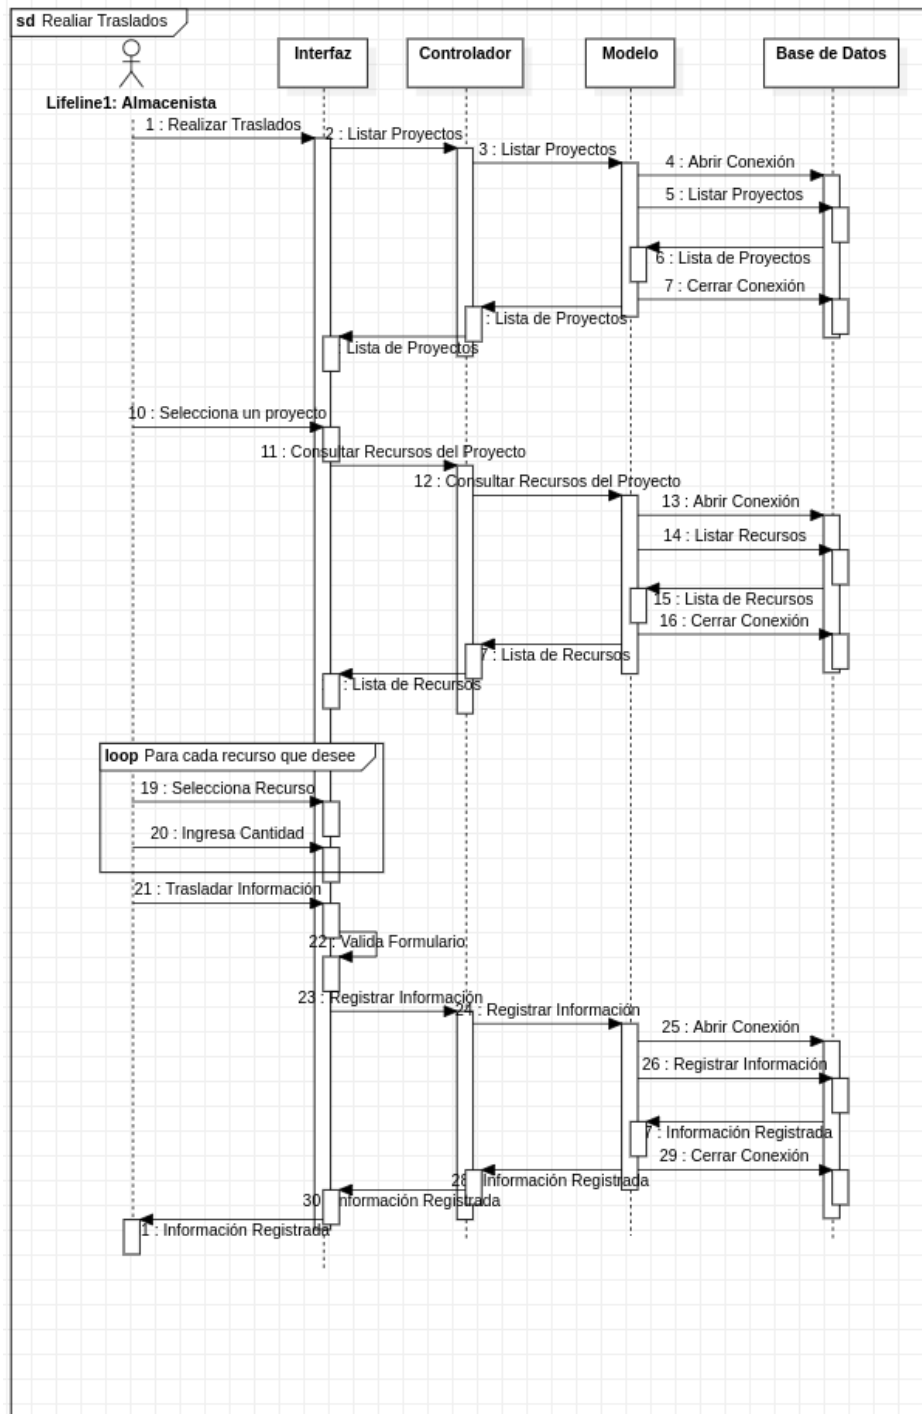 sd Realiar Traslados
Interfaz
Controlador
Modelo
Base de Datos
Lifeline1: Almacenista
1 : Realizar Traslados
2 : Listar Proyectos
3 : Listar Proyectos
4 : Abrir Conexión
5 : Listar Proyectos
6 : Lista de Proyectos
7 : Cerrar Conexión
: Lista de Proyectos
Lista de Proyectos
10 : Selecciona un proyecto
11 : Consultar Recursos del Proyecto
12 : Consultar Recursos del Proyecto
13 : Abrir Conexión
14 : Listar Recursos
15 : Lista de Recursos
16 : Cerrar Conexión
7 : Lista de Recursos
: Lista de Recursos
loop Para cada recurso que desee
19 : Selecciona Recurso
20 : Ingresa Cantidad
21 : Trasladar Información
22 : Valida Formulario
23 : Registrar Información
24 : Registrar Información
25 : Abrir Conexión
26 : Registrar Información
7 : Información Registrada
29 : Cerrar Conexión
28 Información Registrada
30 Información Registrada
1 : Información Registrada